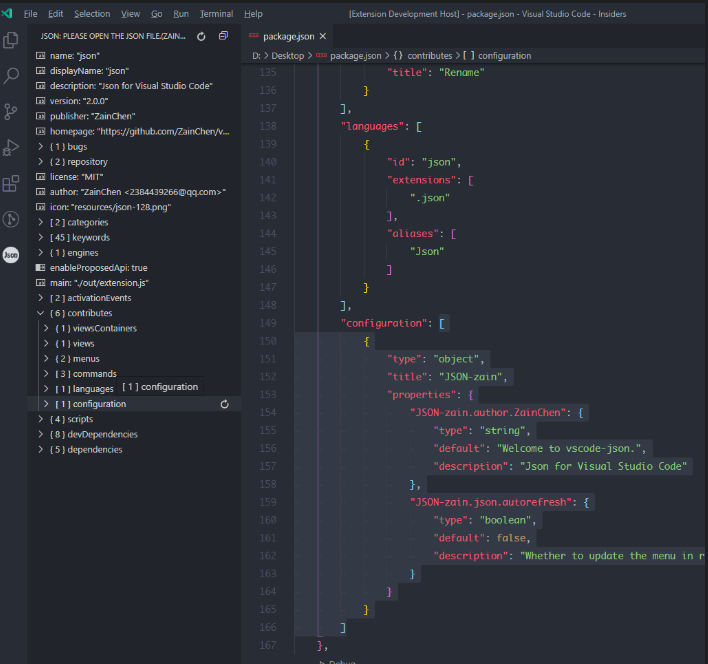 File Edit Selection View Go Run Terminal Help [Extension Development Host] - package.json - Visual Studio Code - Insiders
JSON: PLEASE OPEN THE JSON FILE.(ZAIN...
package.json
D: > Desktop > package.json > {} contributes > [ ] configuration
name: "json"
displayName: "json"
description: "Json for Visual Studio Code"
version: "2.0.0"
publisher: "ZainChen"
homepage: "https://github.com/ZainChen/v...
{ 1 } bugs
{ 2 } repository
license: "MIT"
author: "ZainChen <2384439266@qq.com>"
icon: "resources/json-128.png"
[ 2 ] categories
[ 45 ] keywords
{ 1 } engines
enableProposedApi: true
main: "./out/extension.js"
[ 2 ] activationEvents
{ 6 } contributes
{ 1 } viewsContainers
{ 1 } views
{ 2 } menus
[ 3 ] commands
[ 1 ] languages
[ 1 ] configuration
[ 1 ] configuration
{ 4 } scripts
{ 8 } devDependencies
{ 5 } dependencies
Json
135 "title": "Rename"
136 }
137 ],
138 "languages": [
139 {
140 "id": "json",
141 "extensions": [
142 ".json"
143 ],
144 "aliases": [
145 "Json"
146 ]
147 }
148 ],
149 "configuration": [
150 {
151 "type": "object",
152 "title": "JSON-zain",
153 "properties": {
154 "JSON-zain.author.ZainChen": {
155 "type": "string",
156 "default": "Welcome to vscode-json.",
157 "description": "Json for Visual Studio Code"
158 },
159 "JSON-zain.json.autorefresh": {
160 "type": "boolean",
161 "default": false,
162 "description": "Whether to update the menu in r
163 }
164 }
165 }
166 ]
167 },
Debug